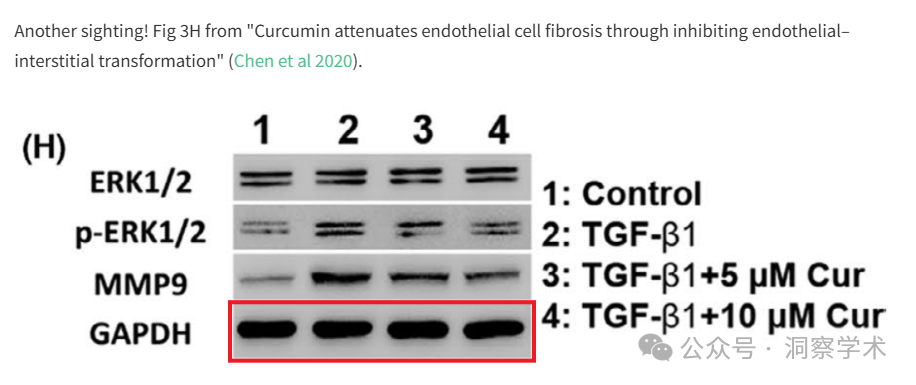 Another sighting! Fig 3H from "Curcumin attenuates endothelial cell fibrosis through inhibiting endothelial–
interstitial transformation" (Chen et al 2020).
(H)
1 2 3 4
ERK1/2
p-ERK1/2
MMP9
GAPDH
1: Control
2: TGF-β1
3: TGF-β1+5 μM Cur
4: TGF-β1+10 μM Cur
公众号 · 洞察学术